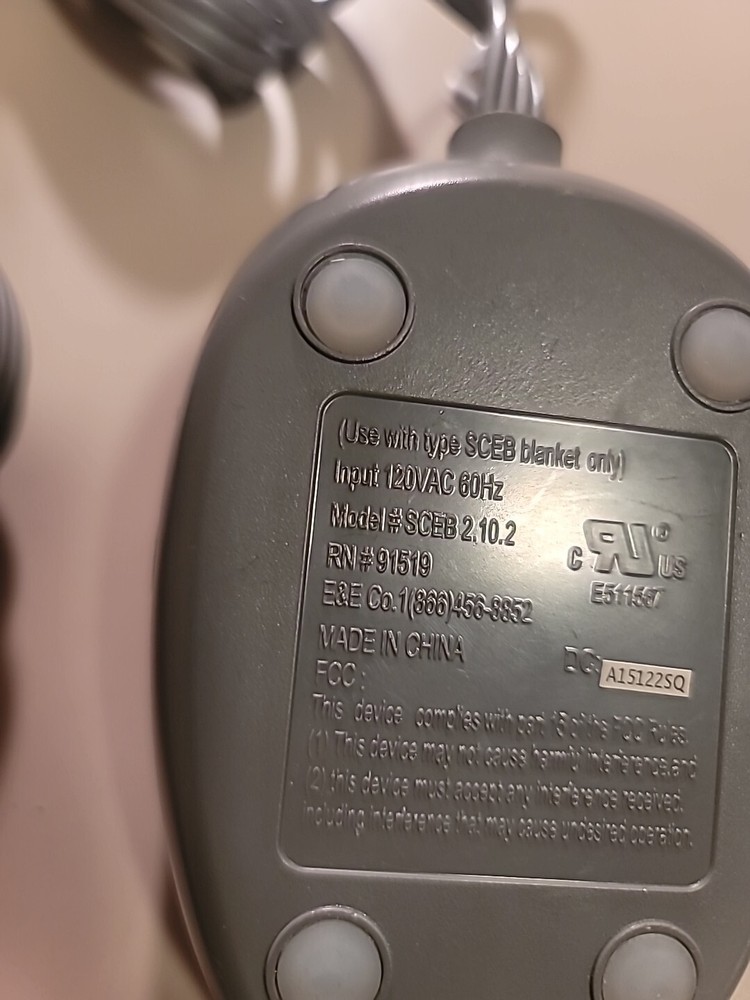 (Use with type SCEB blanket only)
Input 120VAC 60Hz
Model # SCEB 2.10.2
RN # 91519
E&E Co.1(866)456-8852
MADE IN CHINA
FCC :
This device complies with part 15 of the FCC Rules.
(1) This device may not cause harmful interference,and
(2) this device must accept any interference received,
including interference that may cause undesired operation.
c RU ® US
E511567
DC: A15122SQ